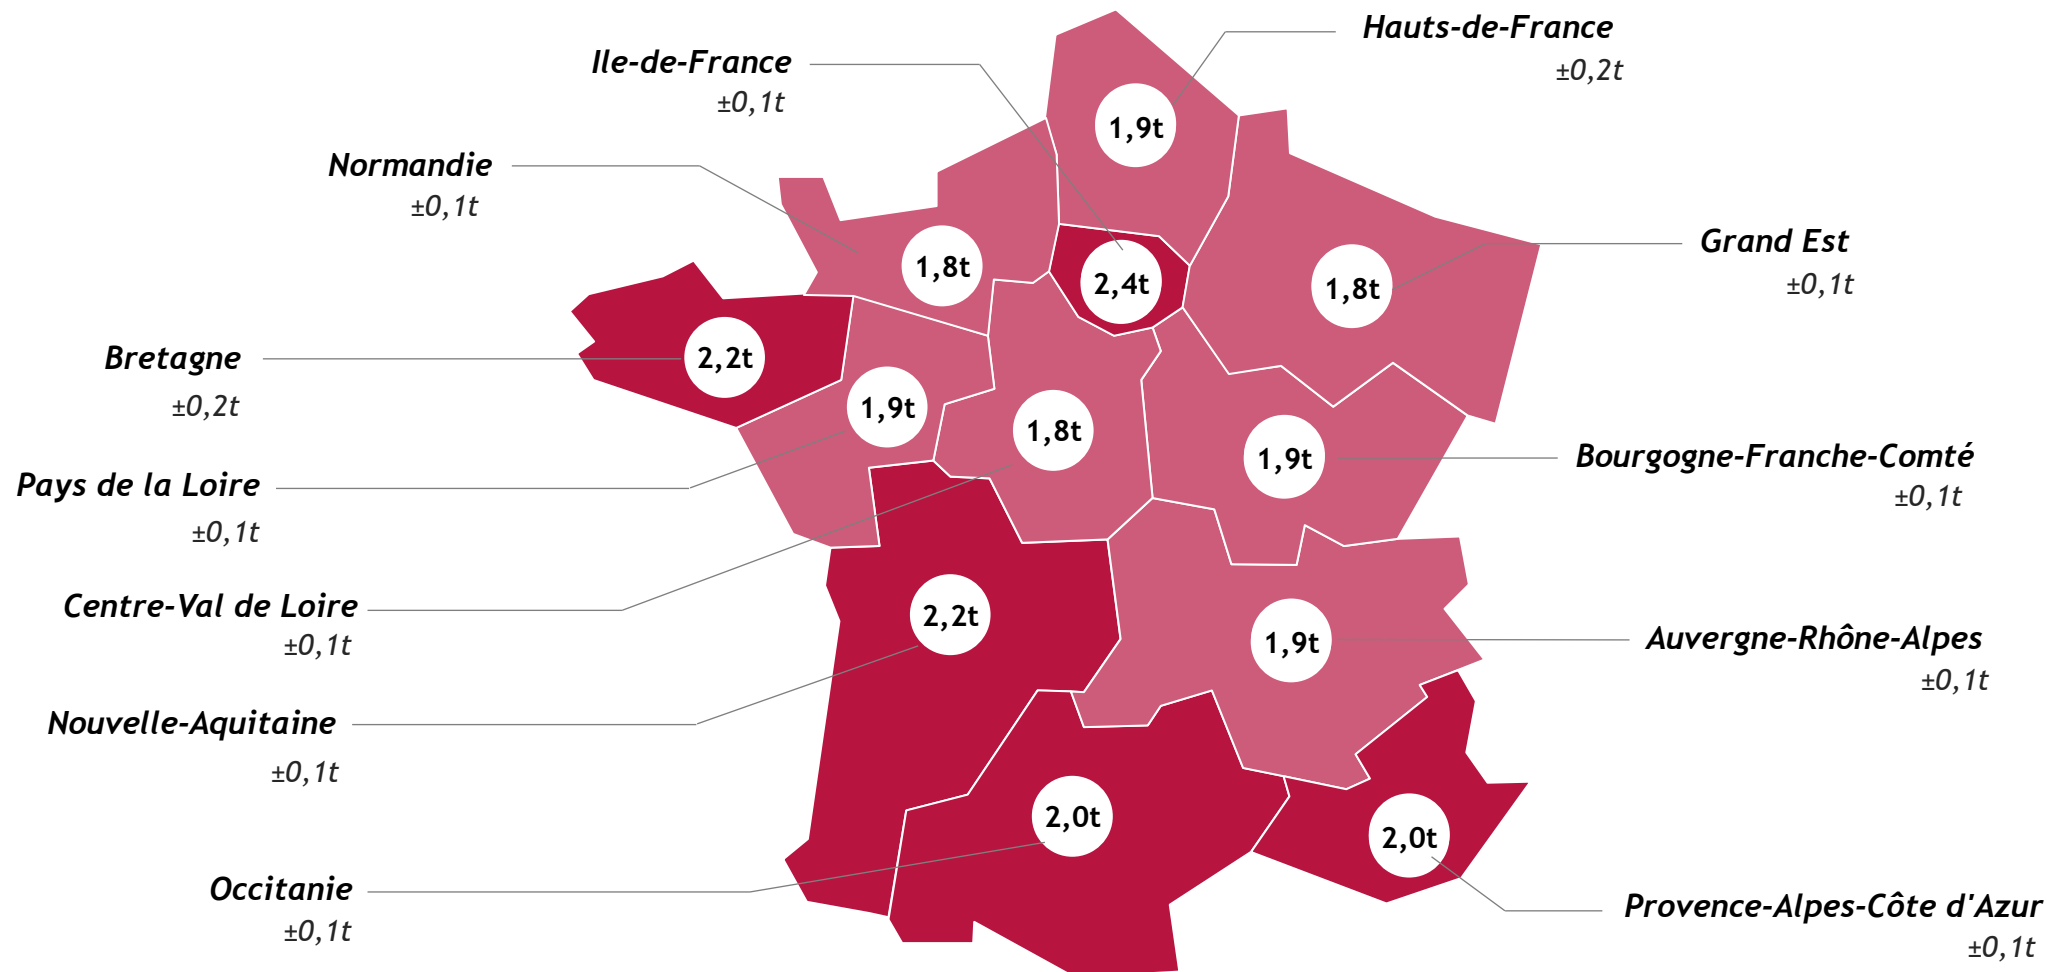 Hauts-de-France
±0,2t
1,9t
Ile-de-France
±0,1t
2,4t
Normandie
±0,1t
1,8t
Grand Est
±0,1t
1,8t
Bretagne
±0,2t
2,2t
Pays de la Loire
±0,1t
1,9t
Centre-Val de Loire
±0,1t
1,8t
Bourgogne-Franche-Comté
±0,1t
1,9t
Nouvelle-Aquitaine
±0,1t
2,2t
Auvergne-Rhône-Alpes
±0,1t
1,9t
Occitanie
±0,1t
2,0t
Provence-Alpes-Côte d'Azur
±0,1t
2,0t